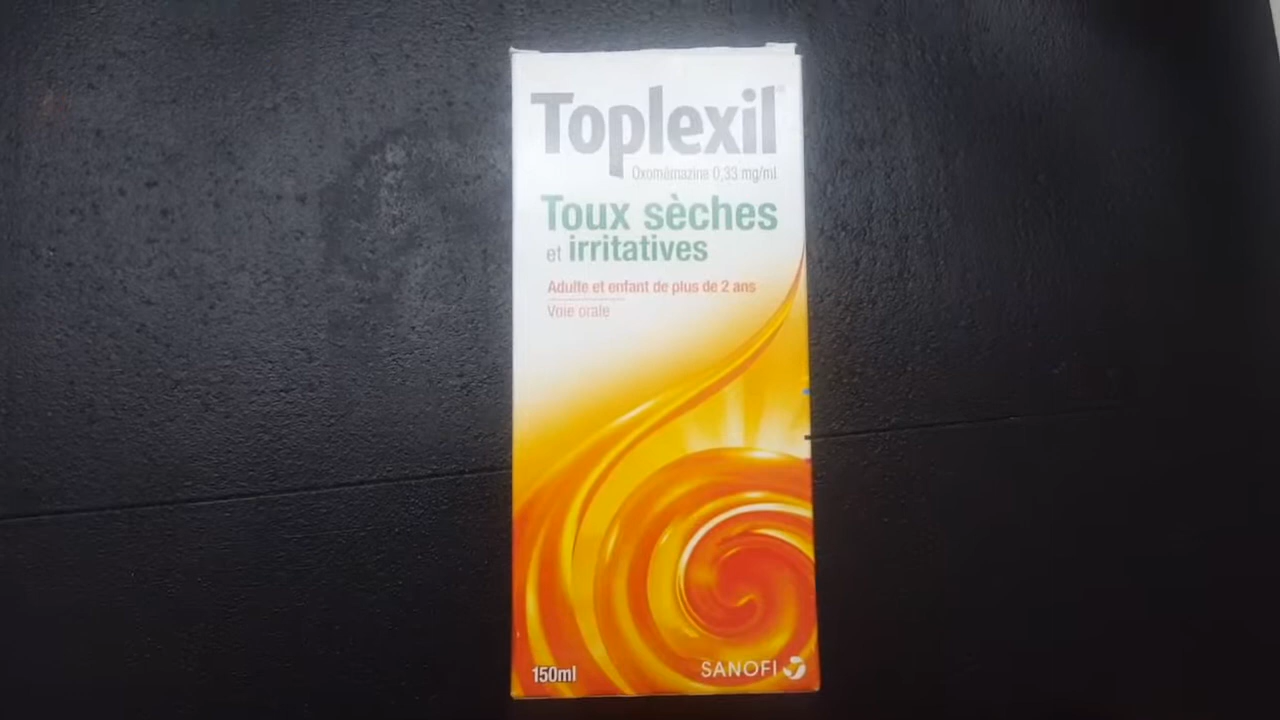 Toplexil®
Oxomémazine 0,33 mg/ml
Toux sèches
et irritatives
Adulte et enfant de plus de 2 ans
Voie orale
150ml
SANOFI